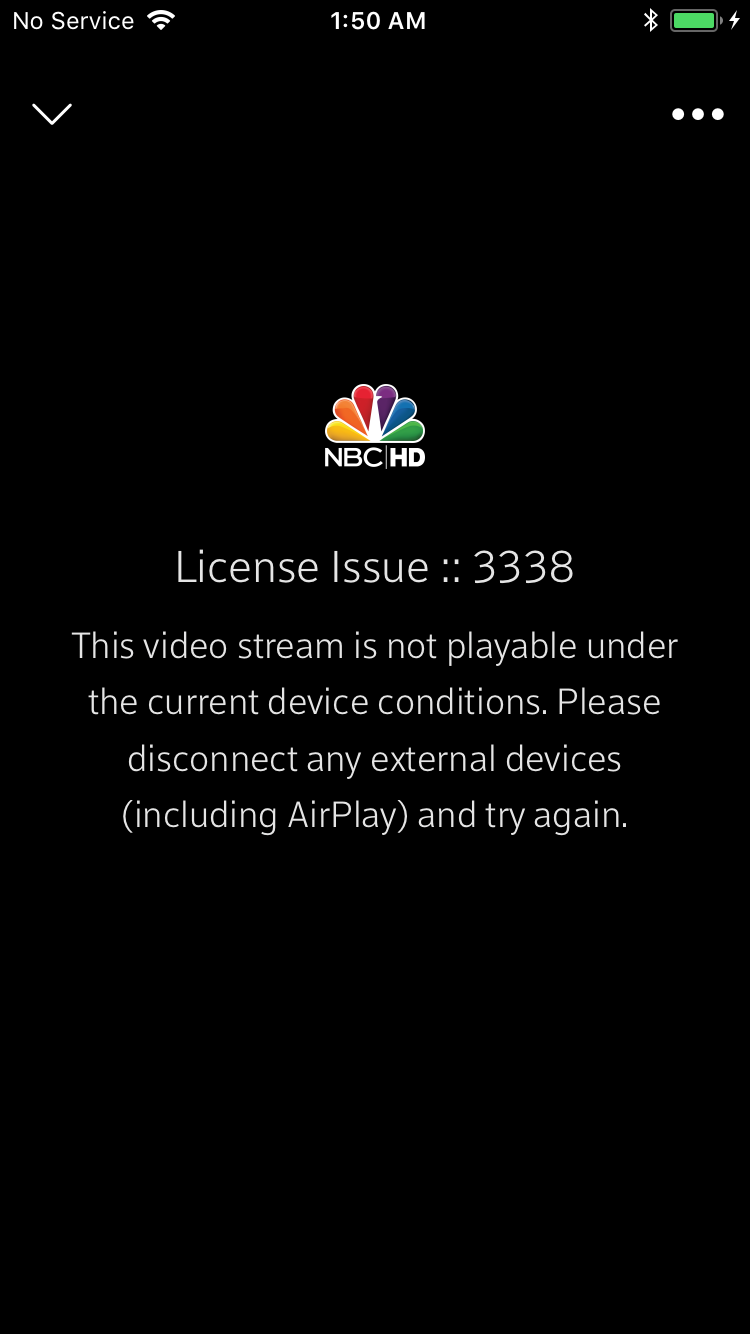 No Service 1:50 AM
NBC|HD
License Issue :: 3338
This video stream is not playable under
the current device conditions. Please
disconnect any external devices
(including AirPlay) and try again.